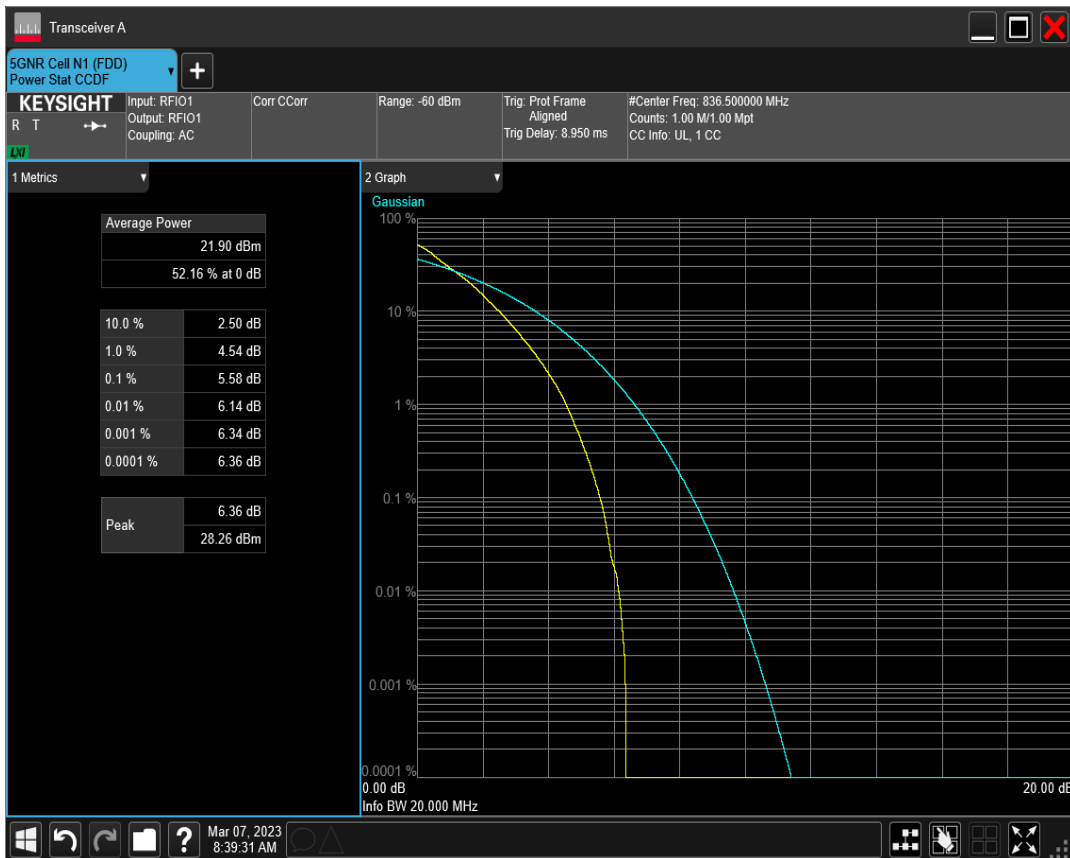 Transceiver A
5GNR Cell N1 (FDD)
Power Stat CCDF
+
KEYSIGHT
R T
LXI
Input: RFIO1
Output: RFIO1
Coupling: AC
Corr CCorr
Range: -60 dBm
Trig: Prot Frame
Aligned
Trig Delay: 8.950 ms
#Center Freq: 836.500000 MHz
Counts: 1.00 M/1.00 Mpt
CC Info: UL, 1 CC
1 Metrics
Average Power
21.90 dBm
52.16 % at 0 dB
10.0 % 2.50 dB
1.0 % 4.54 dB
0.1 % 5.58 dB
0.01 % 6.14 dB
0.001 % 6.34 dB
0.0001 % 6.36 dB
Peak
6.36 dB
28.26 dBm
2 Graph
Gaussian
100 %
10 %
1 %
0.1 %
0.01 %
0.001 %
0.0001 %
0.00 dB
20.00 dB
Info BW 20.000 MHz
?
Mar 07, 2023
8:39:31 AM